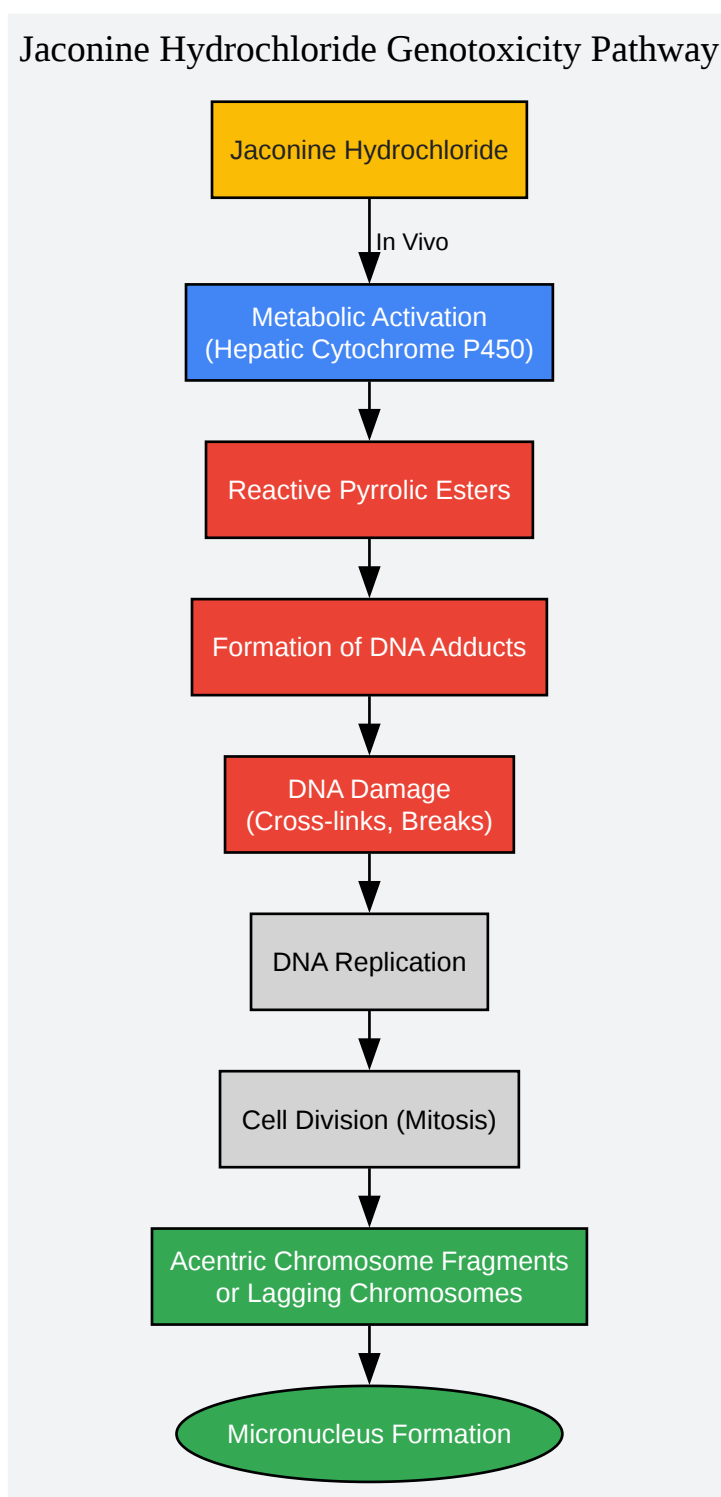 Jaconine Hydrochloride Genotoxicity Pathway
Jaconine Hydrochloride
In Vivo
Metabolic Activation
(Hepatic Cytochrome P450)
Reactive Pyrrolic Esters
Formation of DNA Adducts
DNA Damage
(Cross-links, Breaks)
DNA Replication
Cell Division (Mitosis)
Acentric Chromosome Fragments
or Lagging Chromosomes
Micronucleus Formation